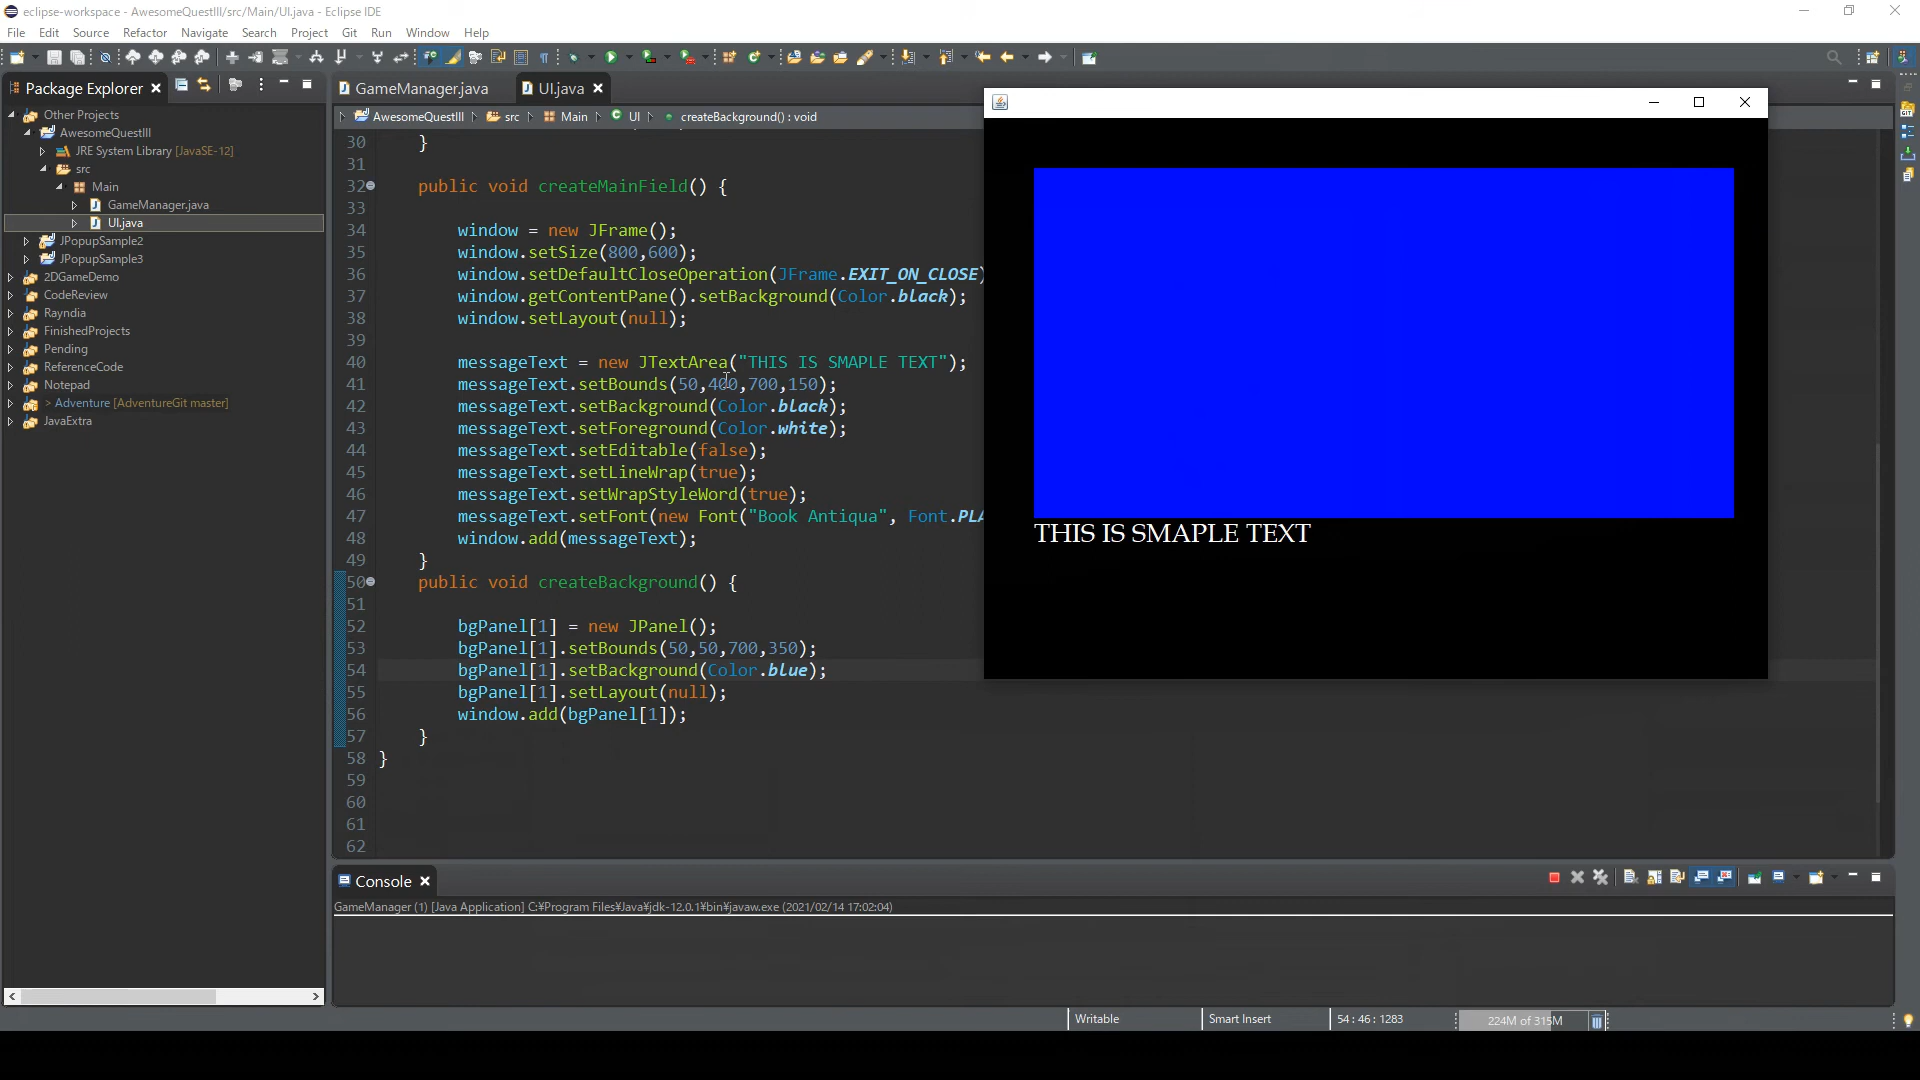 eclipse-workspace - AwesomeQuestIII/src/Main/UI.java - Eclipse IDE
File Edit Source Refactor Navigate Search Project Git Run Window Help
Package Explorer
GameManager.java
UI.java
AwesomeQuestIII
src
Main
UI
createBackground() : void
Other Projects
AwesomeQuestIII
JRE System Library [JavaSE-12]
src
Main
GameManager.java
UI.java
JPopupSample2
JPopupSample3
2DGameDemo
CodeReview
Rayndia
FinishedProjects
Pending
ReferenceCode
Notepad
> Adventure [AdventureGit master]
JavaExtra
30 }
31
32 public void createMainField() {
33
34 window = new JFrame();
35 window.setSize(800,600);
36 window.setDefaultCloseOperation(JFrame.EXIT_ON_CLOSE)
37 window.getContentPane().setBackground(Color.black);
38 window.setLayout(null);
39
40 messageText = new JTextArea("THIS IS SMAPLE TEXT");
41 messageText.setBounds(50,400,700,150);
42 messageText.setBackground(Color.black);
43 messageText.setForeground(Color.white);
44 messageText.setEditable(false);
45 messageText.setLineWrap(true);
46 messageText.setWrapStyleWord(true);
47 messageText.setFont(new Font("Book Antiqua", Font.PLA
48 window.add(messageText);
49 }
50 public void createBackground() {
51
52 bgPanel[1] = new JPanel();
53 bgPanel[1].setBounds(50,50,700,350);
54 bgPanel[1].setBackground(Color.blue);
55 bgPanel[1].setLayout(null);
56 window.add(bgPanel[1]);
57 }
58 }
59
60
61
62
THIS IS SMAPLE TEXT
Console
GameManager (1) [Java Application] C:¥Program Files¥Java¥jdk-12.0.1¥bin¥javaw.exe (2021/02/14 17:02:04)
Writable
Smart Insert
54 : 46 : 1283
224M of 315M